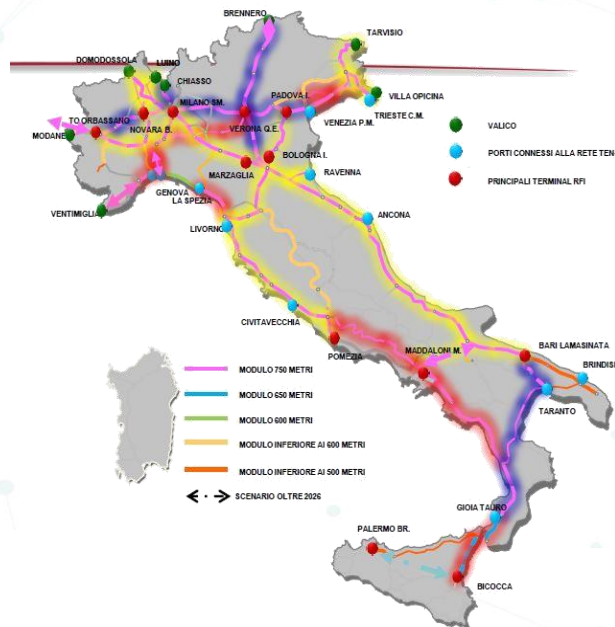 BRENNERO
TARVISIO
DOMODOSSOLA
LUINO
CHIASSO
TO ORBASSANO
MILANO SM.
PADOVA I.
VILLA OPICINA
TRIESTE C.M.
MODANE
NOVARA B.
VERONA Q.E.
VENEZIA P.M.
BOLOGNA I.
MARZAGLIA
RAVENNA
VENTIMIGLIA
GENOVA
LA SPEZIA
LIVORNO
ANCONA
CIVITAVECCHIA
POMEZIA
MADDALONI M.
BARI LAMASINATA
BRINDISI
TARANTO
GIOIA TAURO
PALERMO BR.
BICOCCA
VALICO
PORTI CONNESSI ALLA RETE TEN
PRINCIPALI TERMINAL RFI
MODULO 750 METRI
MODULO 650 METRI
MODULO 600 METRI
MODULO INFERIORE AI 600 METRI
MODULO INFERIORE AI 500 METRI
SCENARIO OLTRE 2026